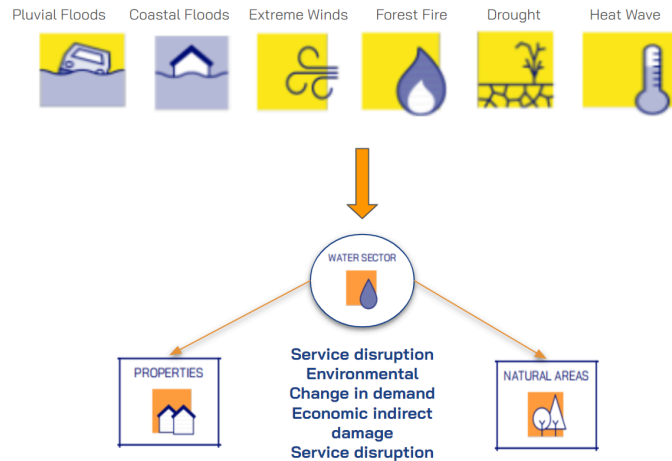 Pluvial Floods
Coastal Floods
Extreme Winds
Forest Fire
Drought
Heat Wave
WATER SECTOR
Service disruption
Environmental
Change in demand
Economic indirect
damage
Service disruption
PROPERTIES
NATURAL AREAS